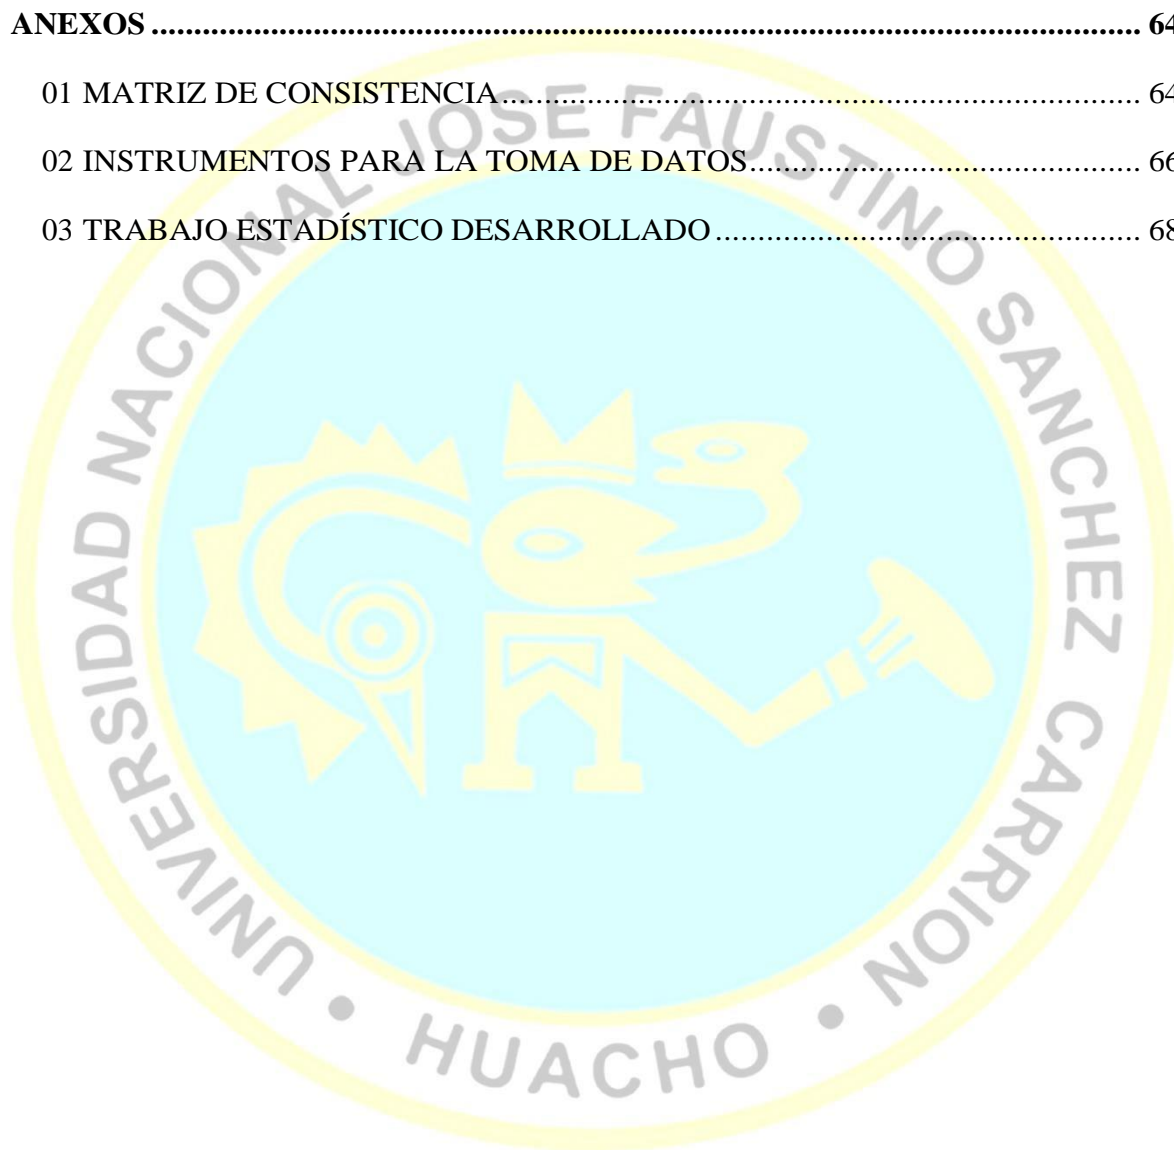 ANEXOS ........ 64
01 MATRIZ DE CONSISTENCIA ........ 64
02 INSTRUMENTOS PARA LA TOMA DE DATOS ........ 66
03 TRABAJO ESTADÍSTICO DESARROLLADO ........ 68
UNIVERSIDAD NACIONAL JOSE FAUSTINO SANCHEZ CARRION • HUACHO •